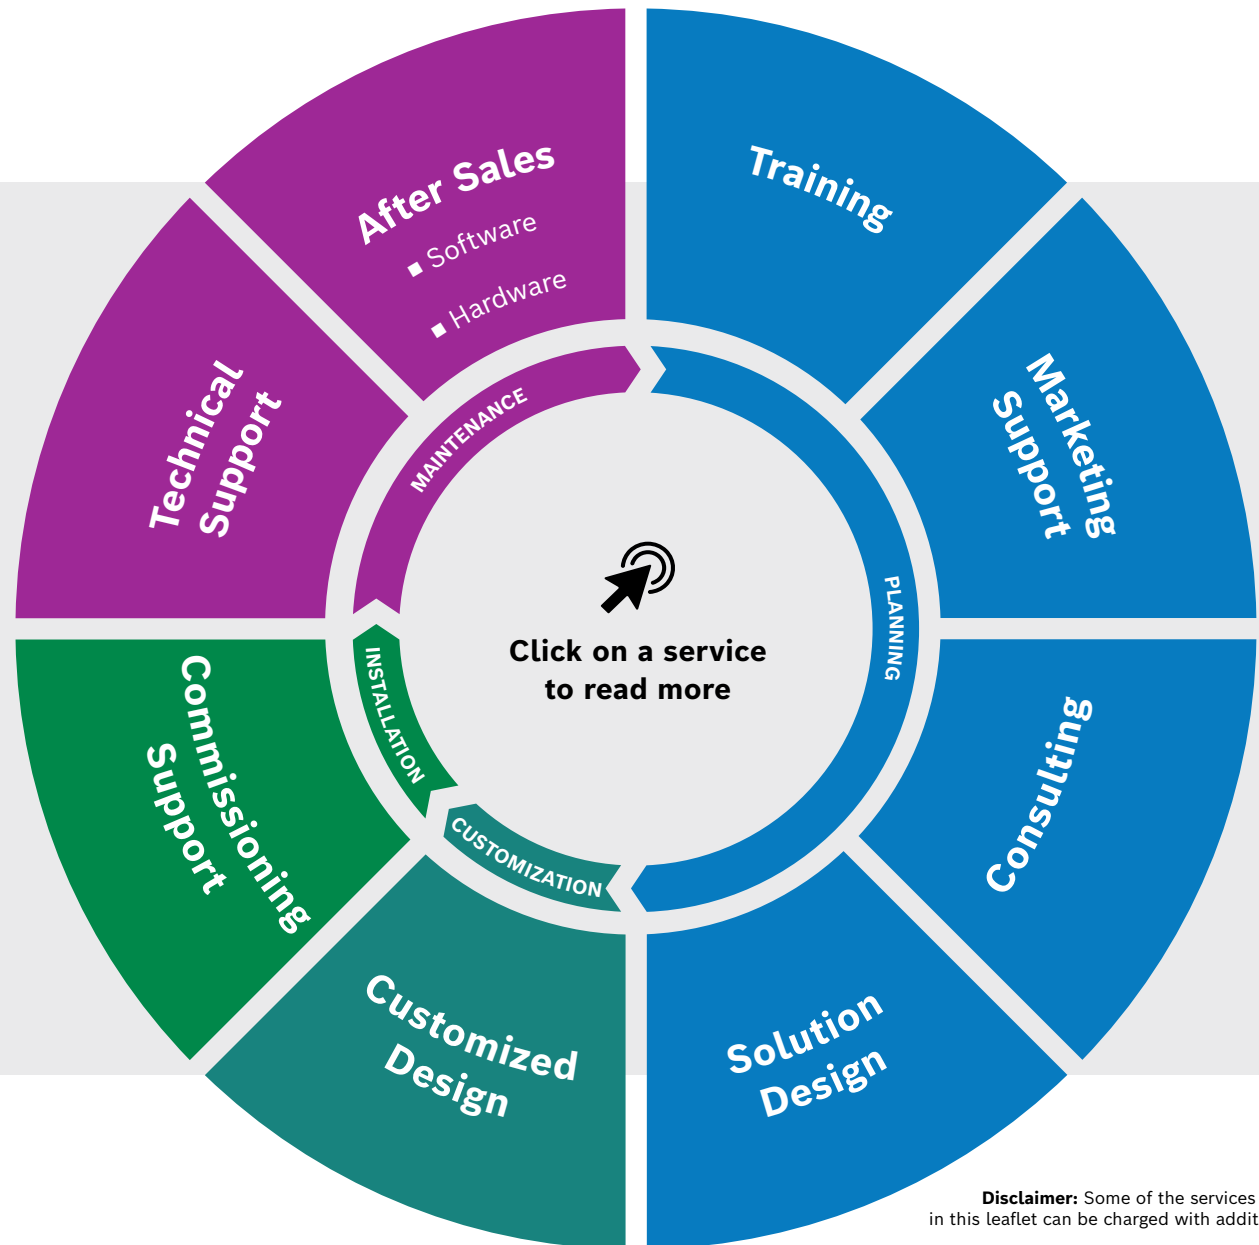 After Sales
▪ Software
▪ Hardware
Training
Marketing
Support
Consulting
Solution
Design
Customized
Design
Commissioning
Support
Technical
Support
MAINTENANCE
PLANNING
CUSTOMIZATION
INSTALLATION
Click on a service
to read more
Disclaimer: Some of the services
in this leaflet can be charged with addit